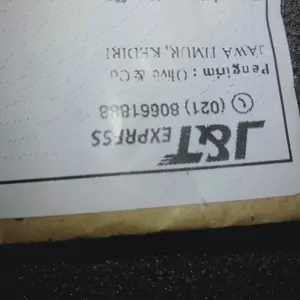 J&T
EXPRESS
(021) 80661888
Pengirim : Olive & Co
JAWA TIMUR, KEDIRI